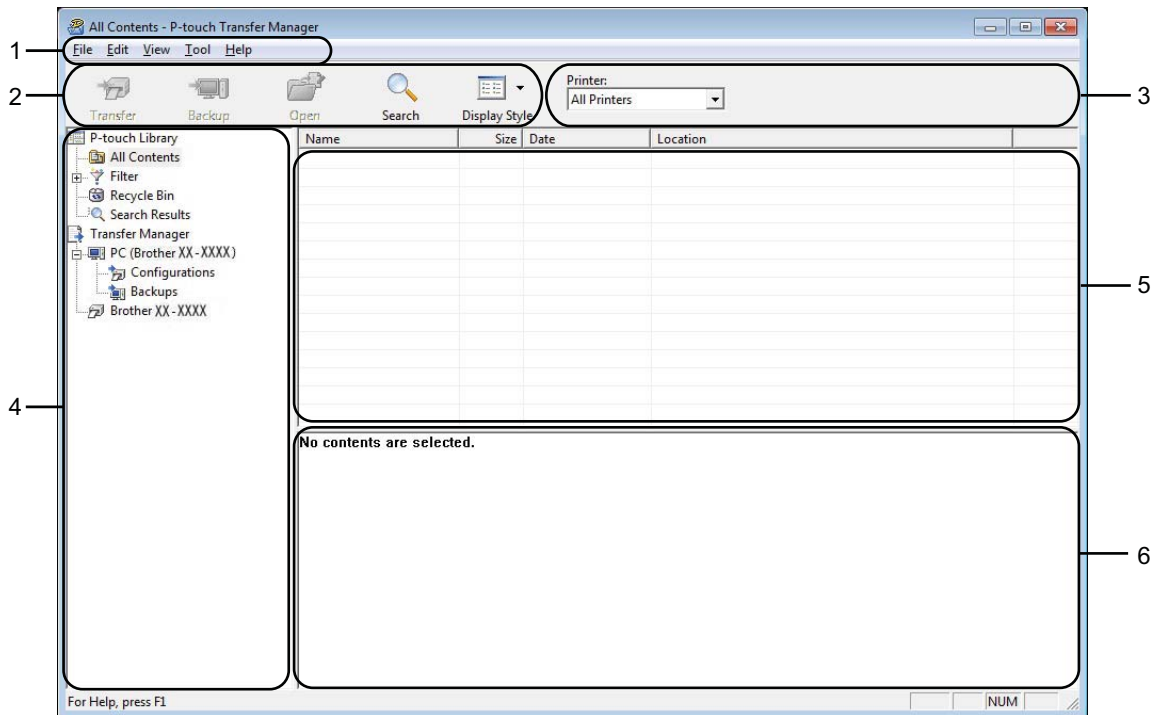 All Contents - P-touch Transfer Manager
1
File Edit View Tool Help
2
Transfer Backup Open Search Display Style
Printer:
All Printers
3
P-touch Library
All Contents
Filter
Recycle Bin
Search Results
Transfer Manager
PC (Brother XX-XXXX)
Configurations
Backups
Brother XX-XXXX
4
Name Size Date Location
5
No contents are selected.
6
For Help, press F1
NUM